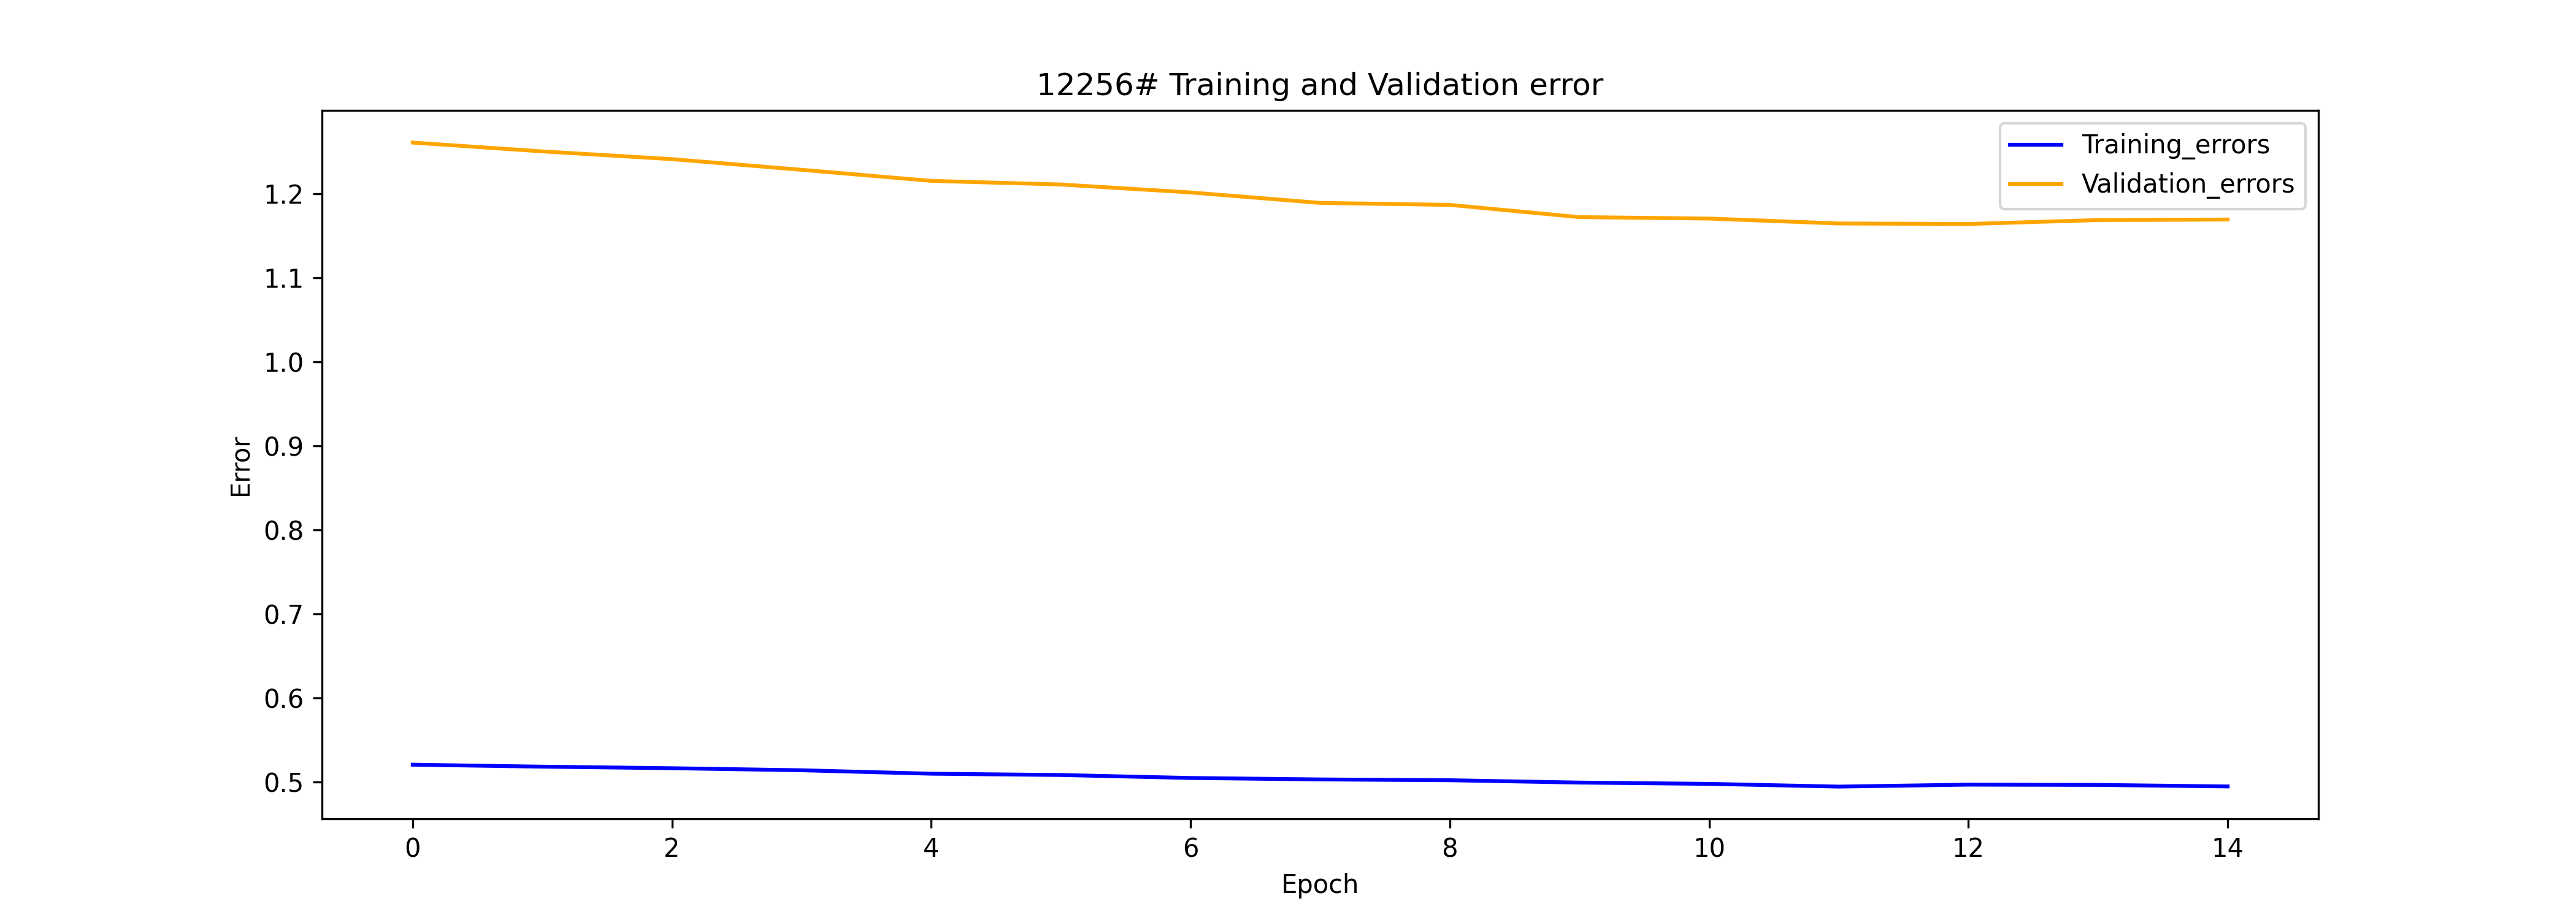 12256# Training and Validation error
Training_errors
Validation_errors
1.2
1.1
1.0
0.9
0.8
0.7
0.6
0.5
Error
0 2 4 6 8 10 12 14
Epoch